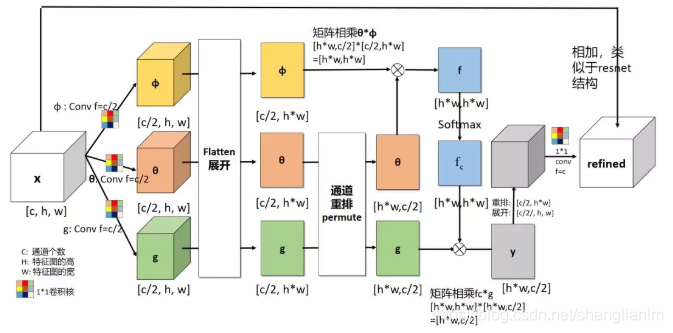 矩阵相乘θ*ϕ
[h*w,c/2]*[c/2,h*w]
=[h*w,h*w]
相加，类
似于resnet
结构
ϕ
ϕ
f
ϕ : Conv f=c/2
[c/2, h, w]
[c/2, h*w]
[h*w,h*w]
Softmax
Flatten
展开
x
θ:Conv f=c/2
θ
θ
通道
重排
permute
θ
fc
1*1
conv
f=c
refined
[c, h, w]
[c/2, h, w]
[c/2, h*w]
[h*w,c/2]
[h*w,h*w]
重排: [c/2, h*w]
展开: [c/2/, h, w]
g: Conv f=c/2
g
g
g
y
C: 通道个数
H: 特征图的高
W: 特征图的宽
1*1卷积核
[c/2, h, w]
[c/2, h*w]
[h*w,c/2]
[h*w,c/2]
矩阵相乘fc*g
[h*w,h*w]*[h*w,c/2]
=[h*w,c/2]
blog.csdn.net/shanglianlm